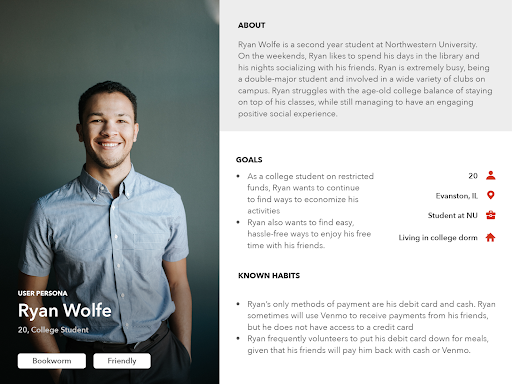 USER PERSONA
Ryan Wolfe
20, College Student
Bookworm
Friendly
ABOUT
Ryan Wolfe is a second year student at Northwestern University.
On the weekends, Ryan likes to spend his days in the library and
his nights socializing with his friends. Ryan is extremely busy, being
a double-major student and involved in a wide variety of clubs on
campus. Ryan struggles with the age-old college balance of staying
on top of his classes, while still managing to have an engaging
positive social experience.
GOALS
• As a college student on restricted
funds, Ryan wants to continue
to find ways to economize his
activities
• Ryan also wants to find easy,
hassle-free ways to enjoy his free
time with his friends.
20
Evanston, IL
Student at NU
Living in college dorm
KNOWN HABITS
• Ryan's only methods of payment are his debit card and cash. Ryan
sometimes will use Venmo to receive payments from his friends,
but he does not have access to a credit card
• Ryan frequently volunteers to put his debit card down for meals,
given that his friends will pay him back with cash or Venmo.